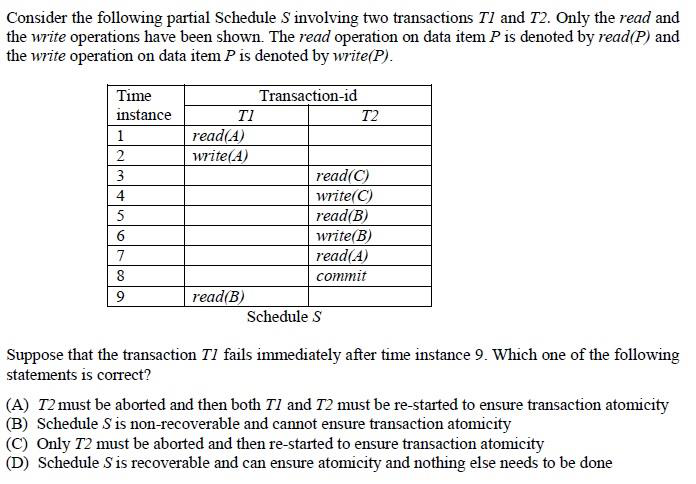 Consider the following partial Schedule S involving two transactions T1 and T2. Only the read and
the write operations have been shown. The read operation on data item P is denoted by read(P) and
the write operation on data item P is denoted by write(P).
Time instance Transaction-id
T1 T2
1 read(A)
2 write(A)
3 read(C)
4 write(C)
5 read(B)
6 write(B)
7 read(A)
8 commit
9 read(B)
Schedule S
Suppose that the transaction T1 fails immediately after time instance 9. Which one of the following
statements is correct?
(A) T2 must be aborted and then both T1 and T2 must be re-started to ensure transaction atomicity
(B) Schedule S is non-recoverable and cannot ensure transaction atomicity
(C) Only T2 must be aborted and then re-started to ensure transaction atomicity
(D) Schedule S is recoverable and can ensure atomicity and nothing else needs to be done